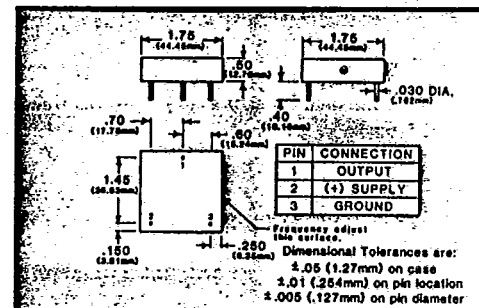 1.75
(44.45mm)
.50
(12.70mm)
1.75
(44.45mm)
.030 DIA.
(.762mm)
.40
(10.16mm)
.70
(17.78mm)
.60
(15.24mm)
1
1.45
(36.83mm)
2
3
.150
(3.81mm)
.250
(6.35mm)
PIN CONNECTION
1 OUTPUT
2 (+) SUPPLY
3 GROUND
Frequency adjust
this surface.
Dimensional Tolerances are:
±.05 (1.27mm) on case
±.01 (.254mm) on pin location
±.005 (.127mm) on pin diameter